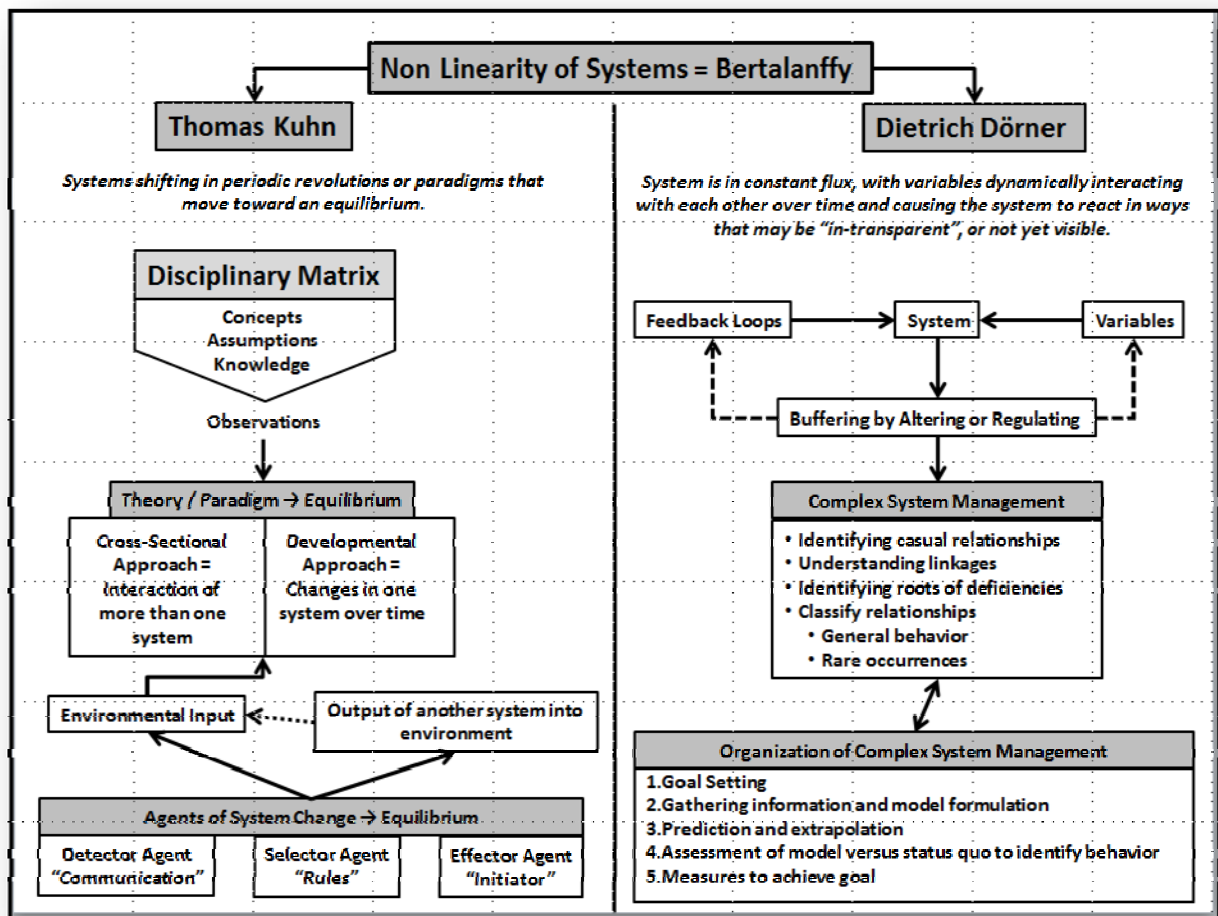 Non Linearity of Systems = Bertalanffy
Thomas Kuhn
Systems shifting in periodic revolutions or paradigms that
move toward an equilibrium.
Disciplinary Matrix
Concepts
Assumptions
Knowledge
Observations
Theory / Paradigm → Equilibrium
Cross-Sectional
Approach =
Interaction of
more than one
system
Developmental
Approach =
Changes in one
system over time
Environmental Input
Output of another system into
environment
Agents of System Change → Equilibrium
Detector Agent
"Communication"
Selector Agent
"Rules"
Effector Agent
"Initiator"
Dietrich Dörner
System is in constant flux, with variables dynamically interacting
with each other over time and causing the system to react in ways
that may be "in-transparent", or not yet visible.
Feedback Loops
System
Variables
Buffering by Altering or Regulating
Complex System Management
• Identifying casual relationships
• Understanding linkages
• Identifying roots of deficiencies
• Classify relationships
• General behavior
• Rare occurrences
Organization of Complex System Management
1.Goal Setting
2.Gathering information and model formulation
3.Prediction and extrapolation
4.Assessment of model versus status quo to identify behavior
5.Measures to achieve goal